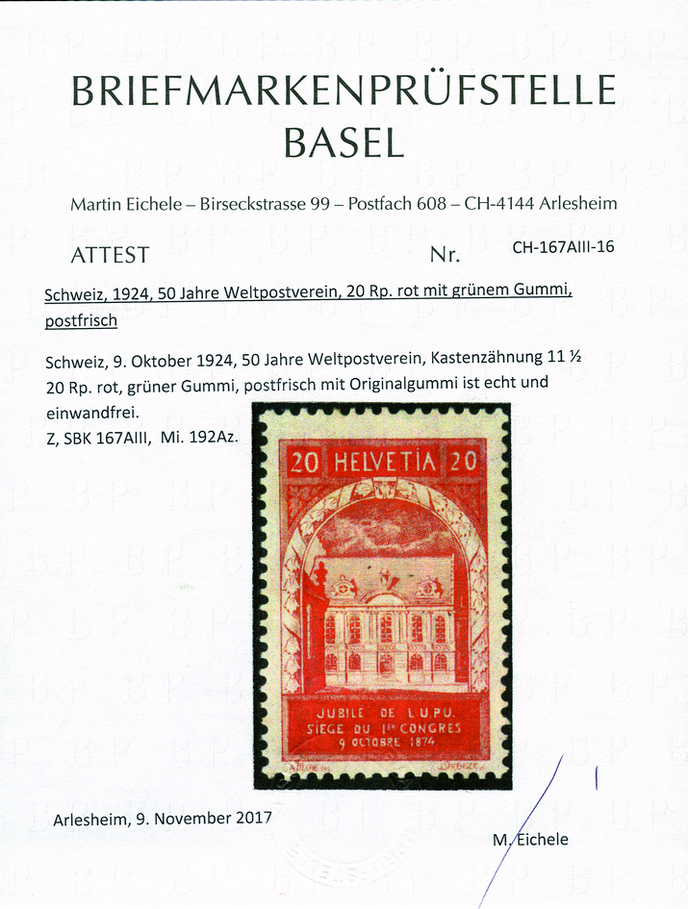 BRIEFMARKENPRÜFSTELLE
BASEL
Martin Eichele – Birseckstrasse 99 – Postfach 608 – CH-4144 Arlesheim
ATTEST Nr. CH-167AIII-16
Schweiz, 1924, 50 Jahre Weltpostverein, 20 Rp. rot mit grünem Gummi,
postfrisch
Schweiz, 9. Oktober 1924, 50 Jahre Weltpostverein, Kastenzähnung 11 ½
20 Rp. rot, grüner Gummi, postfrisch mit Originalgummi ist echt und
einwandfrei.
Z, SBK 167AIII, Mi. 192Az.
20 HELVETIA 20
JUBILE DE L'U.P.U.
SIEGE DU 1ER CONGRES
9 OCTOBRE 1874
Arlesheim, 9. November 2017
M. Eichele